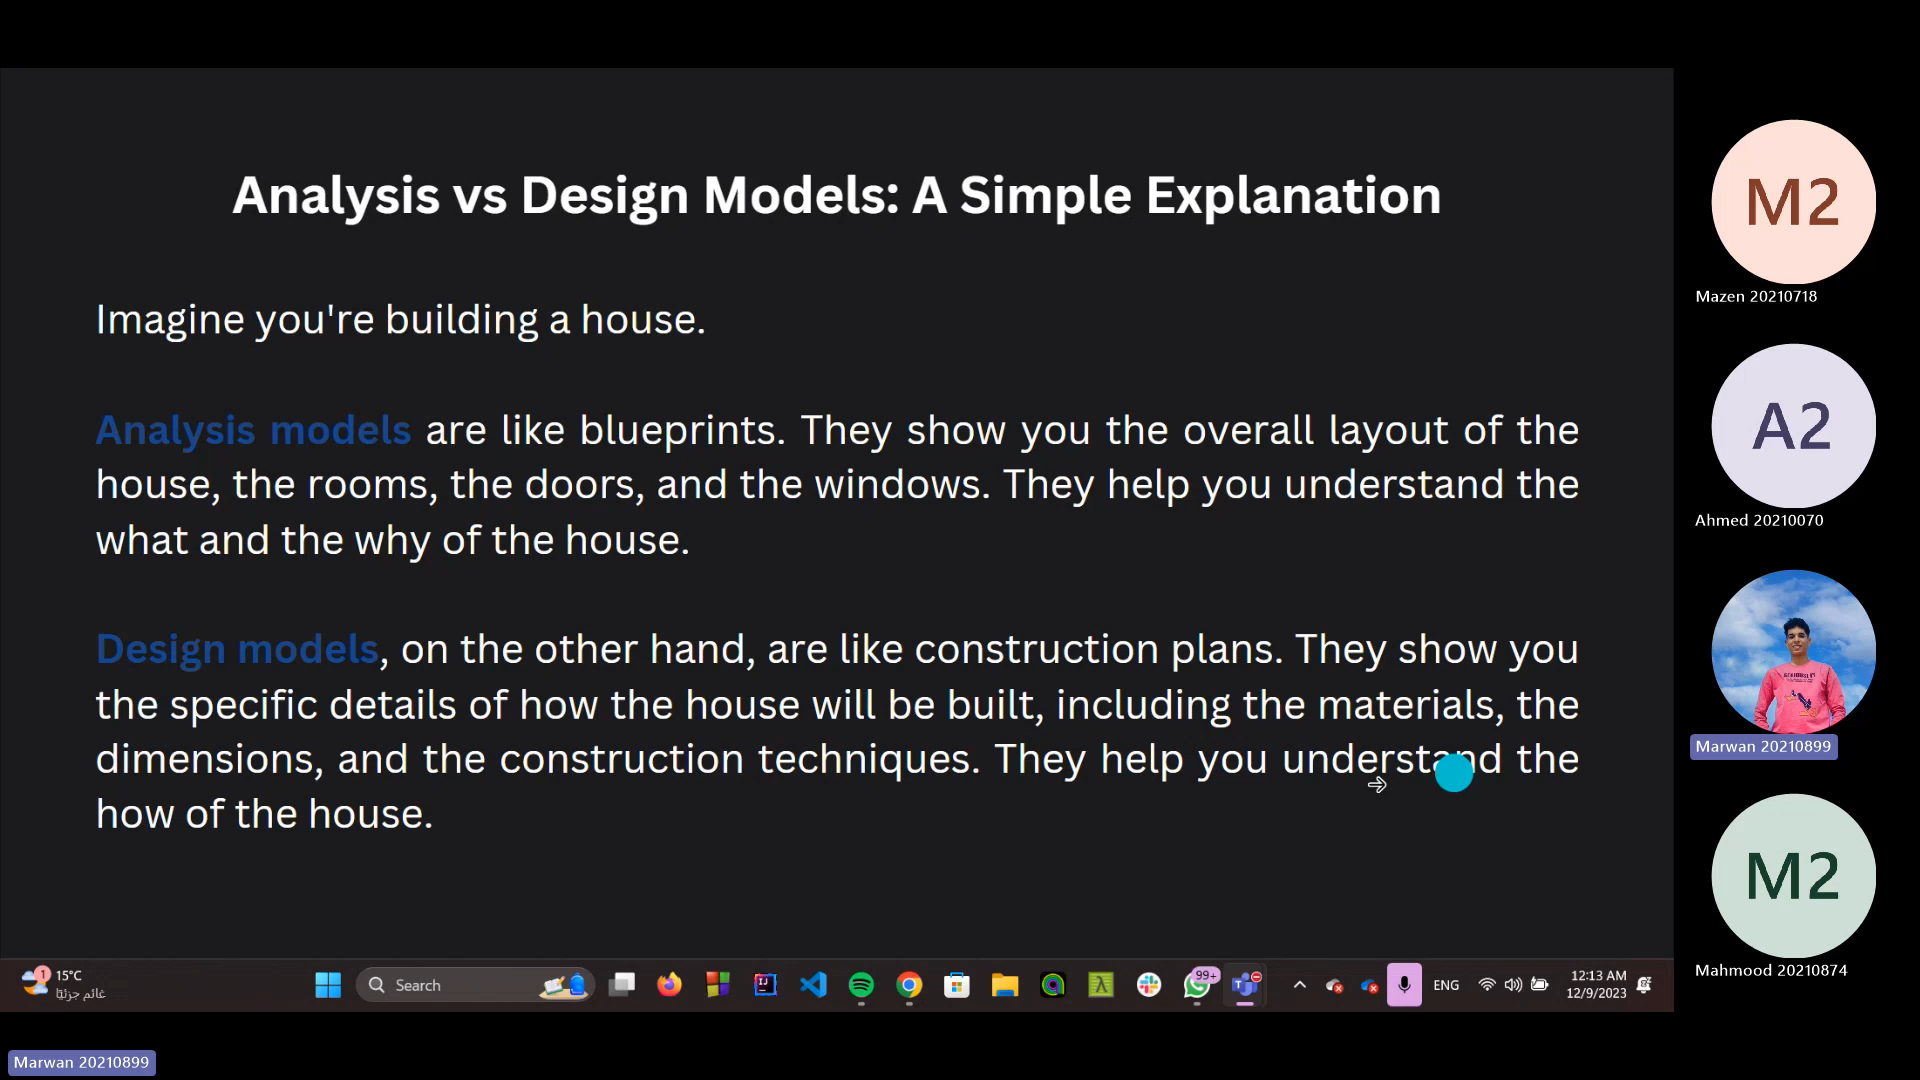 Analysis vs Design Models: A Simple Explanation
Imagine you're building a house.
Analysis models are like blueprints. They show you the overall layout of the
house, the rooms, the doors, and the windows. They help you understand the
what and the why of the house.
Design models, on the other hand, are like construction plans. They show you
the specific details of how the house will be built, including the materials, the
dimensions, and the construction techniques. They help you understand the
how of the house.
M2
Mazen 20210718
A2
Ahmed 20210070
Marwan 20210899
M2
Mahmood 20210874
1
15°C
غائم جزئيًا
Search
99+
ENG
12:13 AM
12/9/2023
Marwan 20210899